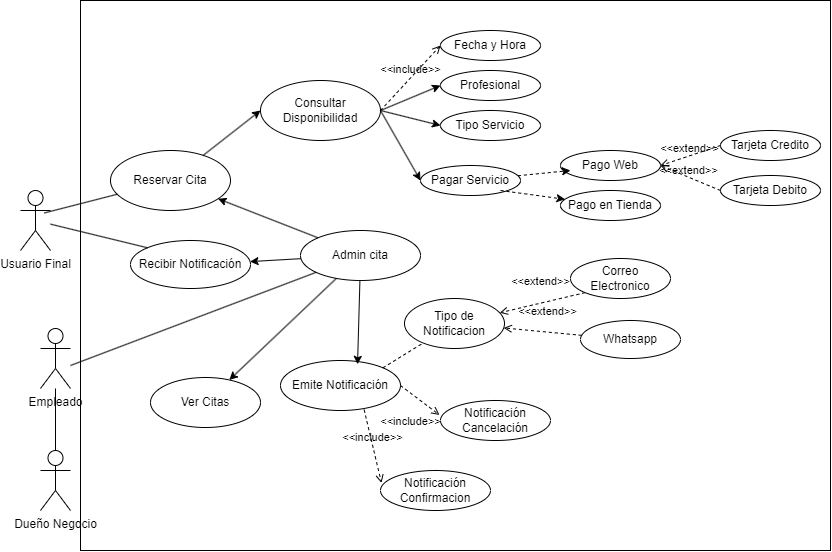 Fecha y Hora
<<include>>
Profesional
Consultar
Disponibilidad
Tipo Servicio
Tarjeta Credito
<<extend>>
Pago Web
<<extend>>
Reservar Cita
Pagar Servicio
Tarjeta Debito
Pago en Tienda
Usuario Final
Recibir Notificación
Admin cita
Correo
Electronico
<<extend>>
Tipo de
Notificacion
<<extend>>
Whatsapp
Empleado
Ver Citas
Emite Notificación
Notificación
Cancelación
<<include>>
<<include>>
Notificación
Confirmacion
Dueño Negocio